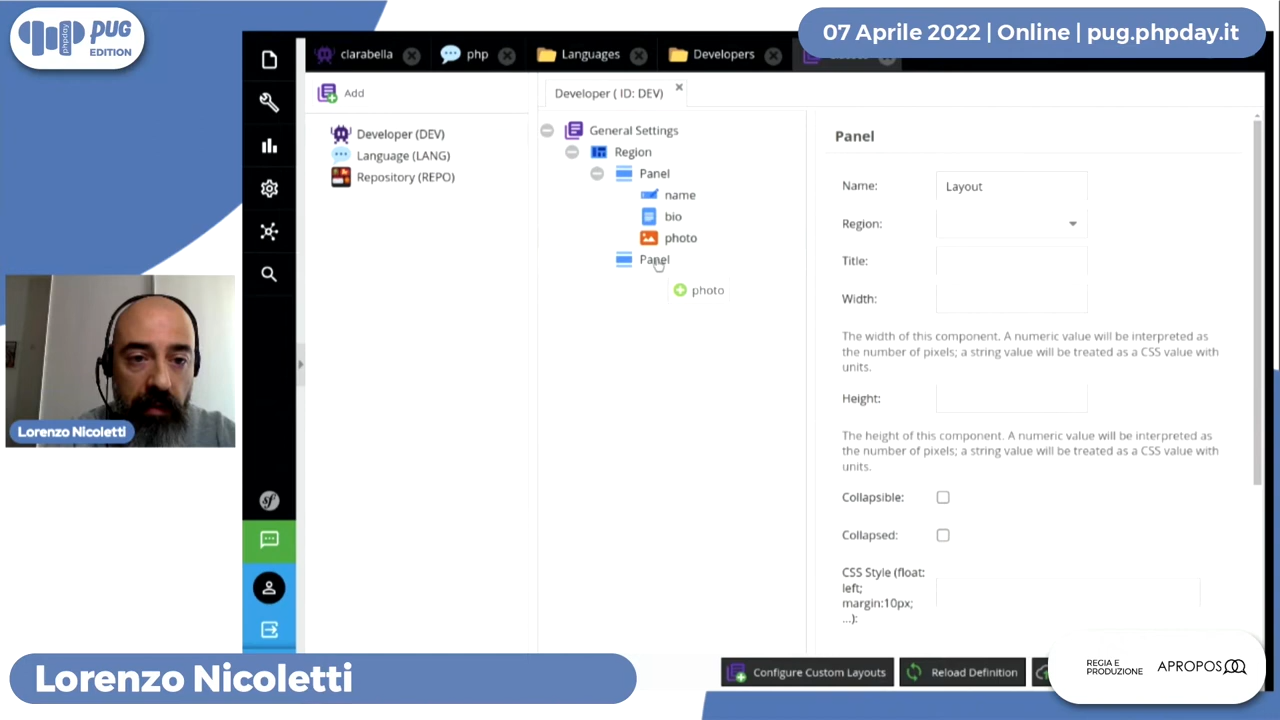 phpday
PUG
EDITION
07 Aprile 2022 | Online | pug.phpday.it
clarabella
php
Languages
Developers
Add
Developer (DEV)
Language (LANG)
Repository (REPO)
Developer ( ID: DEV)
General Settings
Region
Panel
name
bio
photo
Panel
photo
Panel
Name:
Layout
Region:
Title:
Width:
The width of this component. A numeric value will be interpreted as
the number of pixels; a string value will be treated as a CSS value with
units.
Height:
The height of this component. A numeric value will be interpreted as
the number of pixels; a string value will be treated as a CSS value with
units.
Collapsible:
Collapsed:
CSS Style (float:
left;
margin:10px;
...):
sf
Configure Custom Layouts
Reload Definition
Lorenzo Nicoletti
Lorenzo Nicoletti
REGIA E
PRODUZIONE
APROPOS